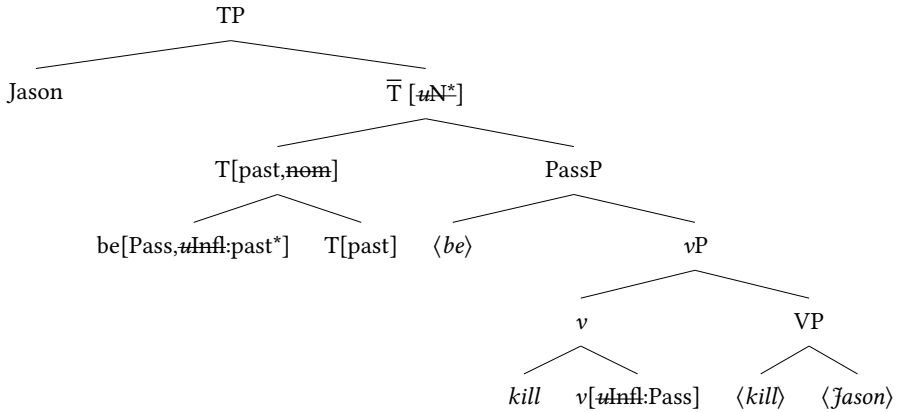 TP
Jason T̅ [uN*]
T[past,nom] PassP
be[Pass,uInfl:past*] T[past] ⟨be⟩ vP
v VP
kill v[uInfl:Pass] ⟨kill⟩ ⟨Jason⟩